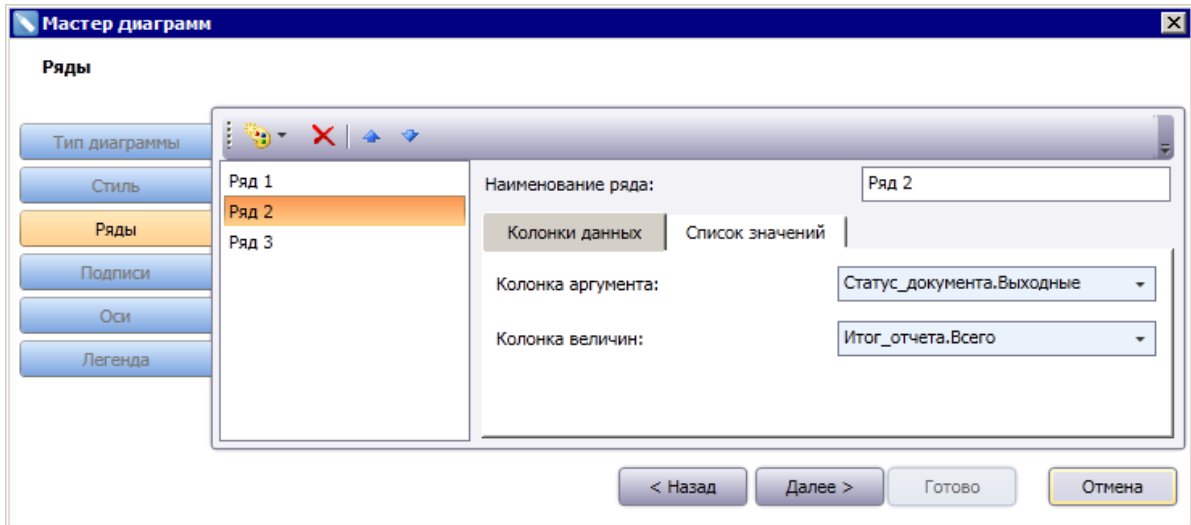 Мастер диаграмм
Ряды
Тип диаграммы
Стиль
Ряды
Подписи
Оси
Легенда
Ряд 1
Ряд 2
Ряд 3
Наименование ряда: Ряд 2
Колонки данных Список значений
Колонка аргумента: Статус_документа.Выходные
Колонка величин: Итог_отчета.Всего
< Назад Далее > Готово Отмена